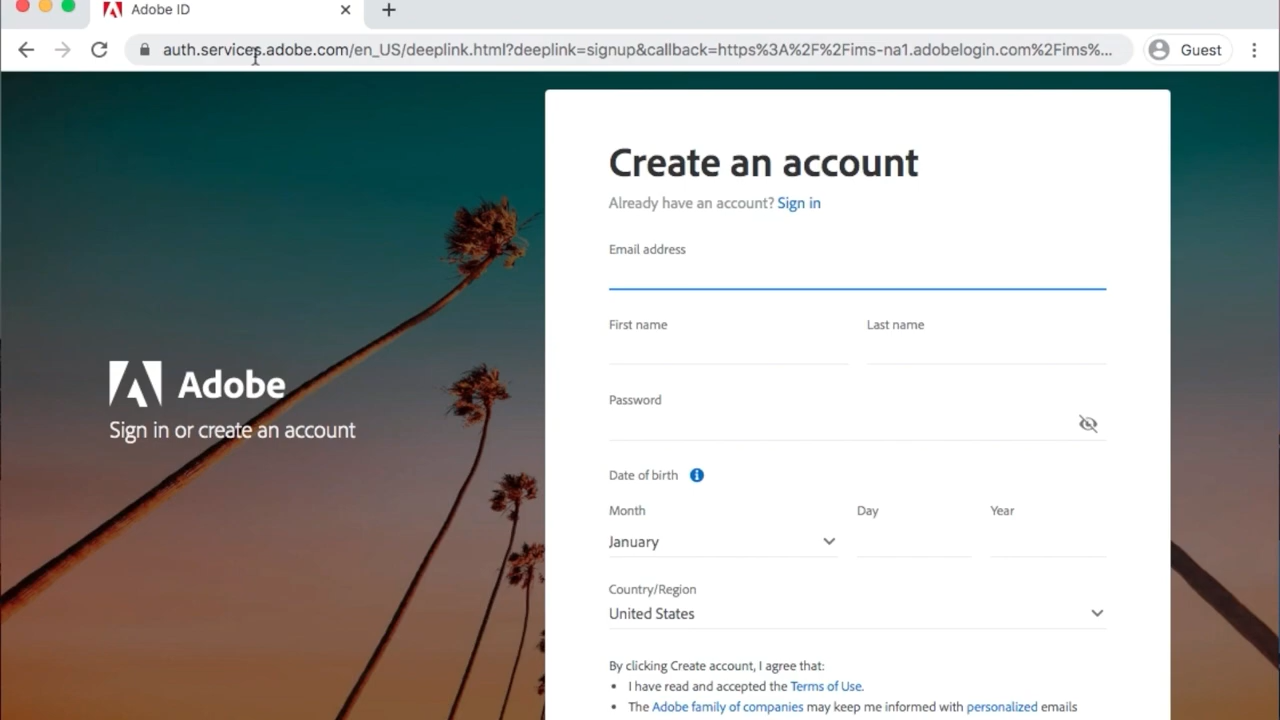 Adobe ID
auth.services.adobe.com/en_US/deeplink.html?deeplink=signup&callback=https%3A%2F%2Fims-na1.adobelogin.com%2Fims%...
Guest
Create an account
Already have an account? Sign in
Email address
First name Last name
Password
Adobe
Sign in or create an account
Date of birth
Month Day Year
January
Country/Region
United States
By clicking Create account, I agree that:
• I have read and accepted the Terms of Use.
• The Adobe family of companies may keep me informed with personalized emails